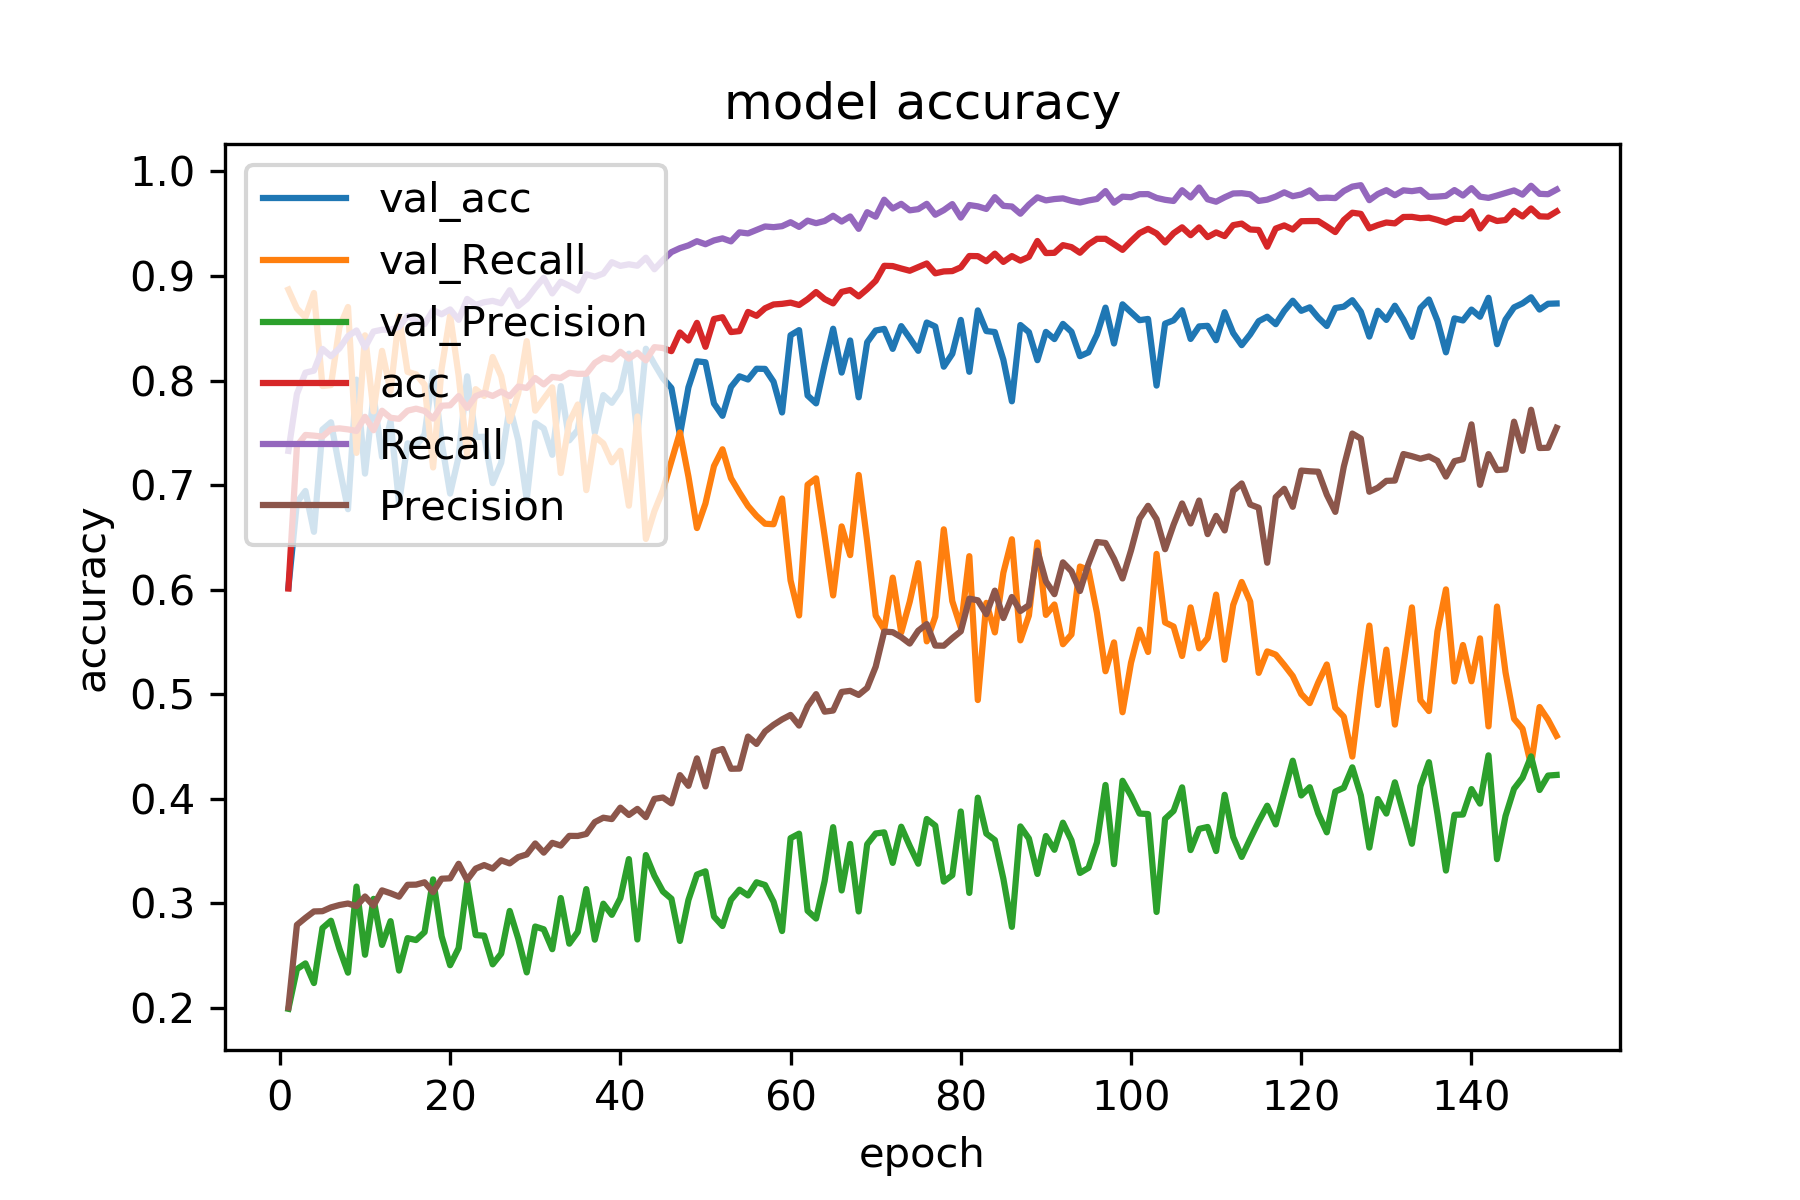 model accuracy
val_acc
val_Recall
val_Precision
acc
Recall
Precision
accuracy
1.0
0.9
0.8
0.7
0.6
0.5
0.4
0.3
0.2
0 20 40 60 80 100 120 140
epoch